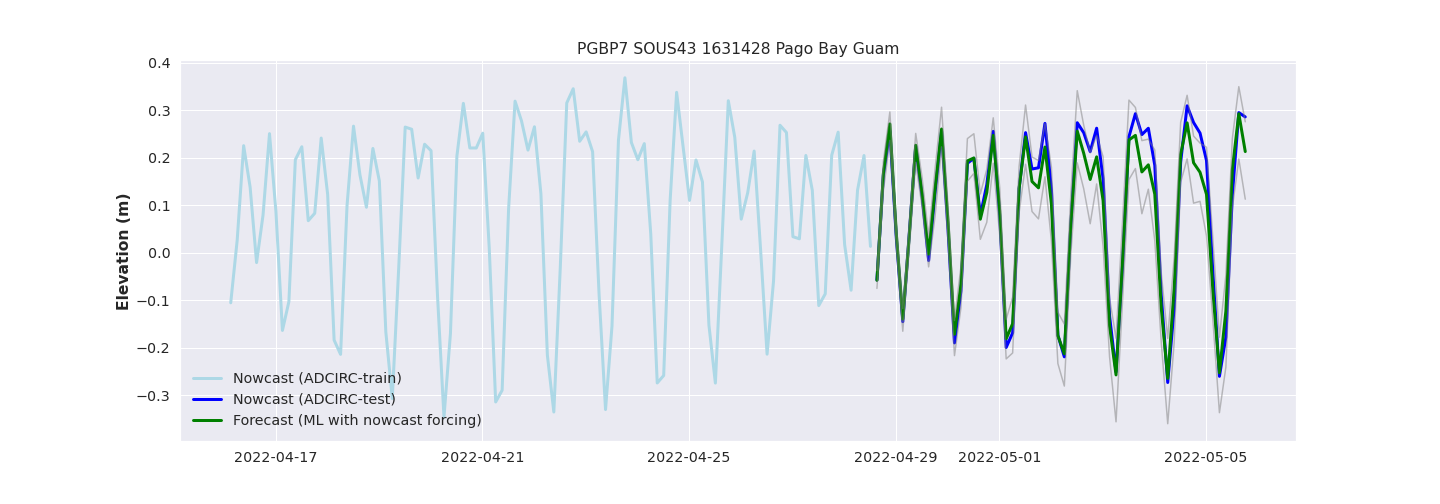 PGBP7 SOUS43 1631428 Pago Bay Guam
Elevation (m)
0.4
0.3
0.2
0.1
0.0
−0.1
−0.2
−0.3
Nowcast (ADCIRC-train)
Nowcast (ADCIRC-test)
Forecast (ML with nowcast forcing)
2022-04-17
2022-04-21
2022-04-25
2022-04-29
2022-05-01
2022-05-05